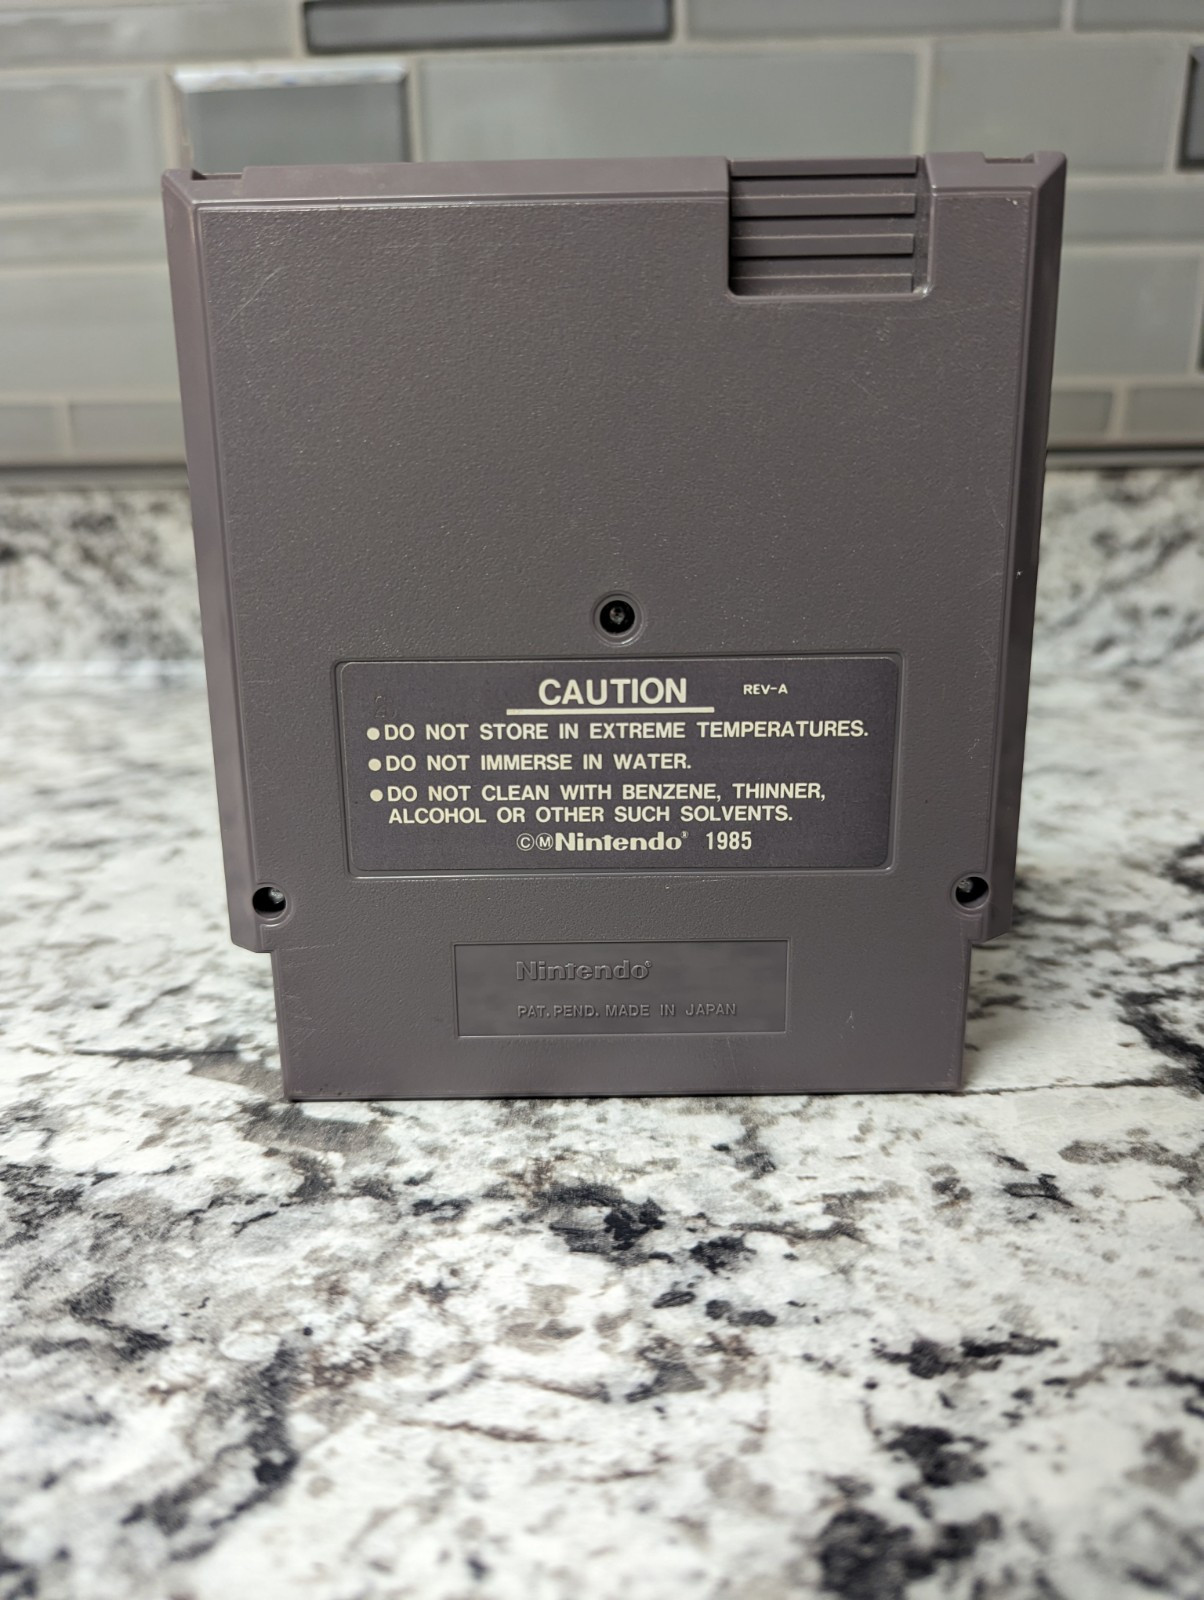 CAUTION REV-A
●DO NOT STORE IN EXTREME TEMPERATURES.
●DO NOT IMMERSE IN WATER.
●DO NOT CLEAN WITH BENZENE, THINNER,
ALCOHOL OR OTHER SUCH SOLVENTS.
©ⓂNintendo® 1985
Nintendo®
PAT. PEND. MADE IN JAPAN